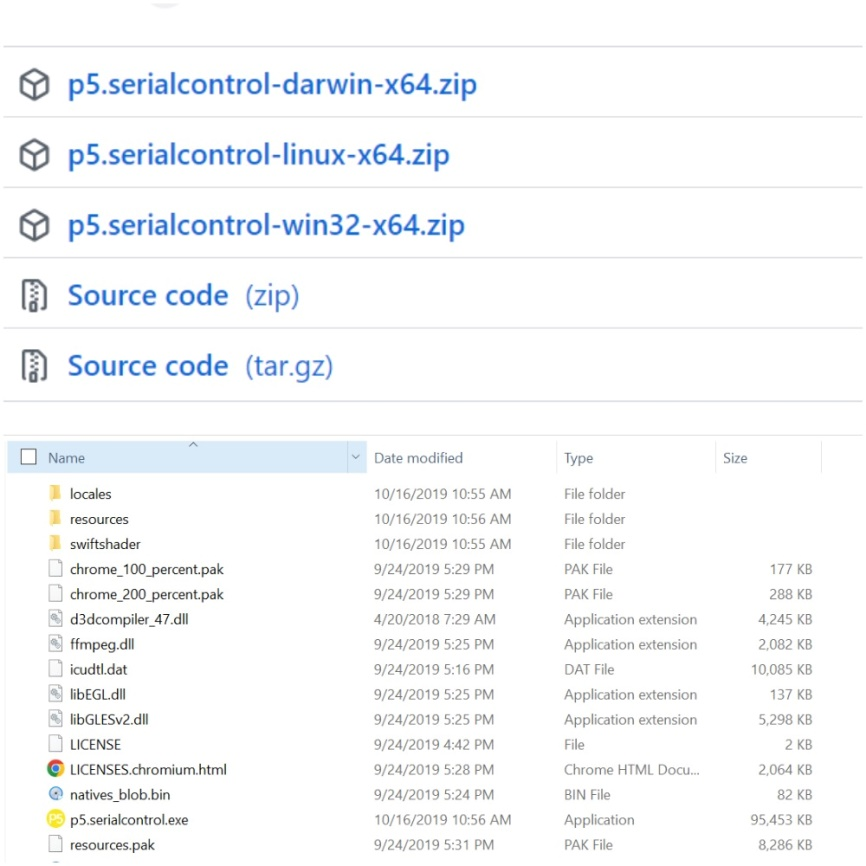 p5.serialcontrol-darwin-x64.zip
p5.serialcontrol-linux-x64.zip
p5.serialcontrol-win32-x64.zip
Source code (zip)
Source code (tar.gz)
Name Date modified Type Size
locales 10/16/2019 10:55 AM File folder
resources 10/16/2019 10:56 AM File folder
swiftshader 10/16/2019 10:55 AM File folder
chrome_100_percent.pak 9/24/2019 5:29 PM PAK File 177 KB
chrome_200_percent.pak 9/24/2019 5:29 PM PAK File 288 KB
d3dcompiler_47.dll 4/20/2018 7:29 AM Application extension 4,245 KB
ffmpeg.dll 9/24/2019 5:25 PM Application extension 2,082 KB
icudtl.dat 9/24/2019 5:16 PM DAT File 10,085 KB
libEGL.dll 9/24/2019 5:25 PM Application extension 137 KB
libGLESv2.dll 9/24/2019 5:25 PM Application extension 5,298 KB
LICENSE 9/24/2019 4:42 PM File 2 KB
LICENSES.chromium.html 9/24/2019 5:28 PM Chrome HTML Docu... 2,064 KB
natives_blob.bin 9/24/2019 5:24 PM BIN File 82 KB
p5 p5.serialcontrol.exe 10/16/2019 10:56 AM Application 95,453 KB
resources.pak 9/24/2019 5:31 PM PAK File 8,286 KB